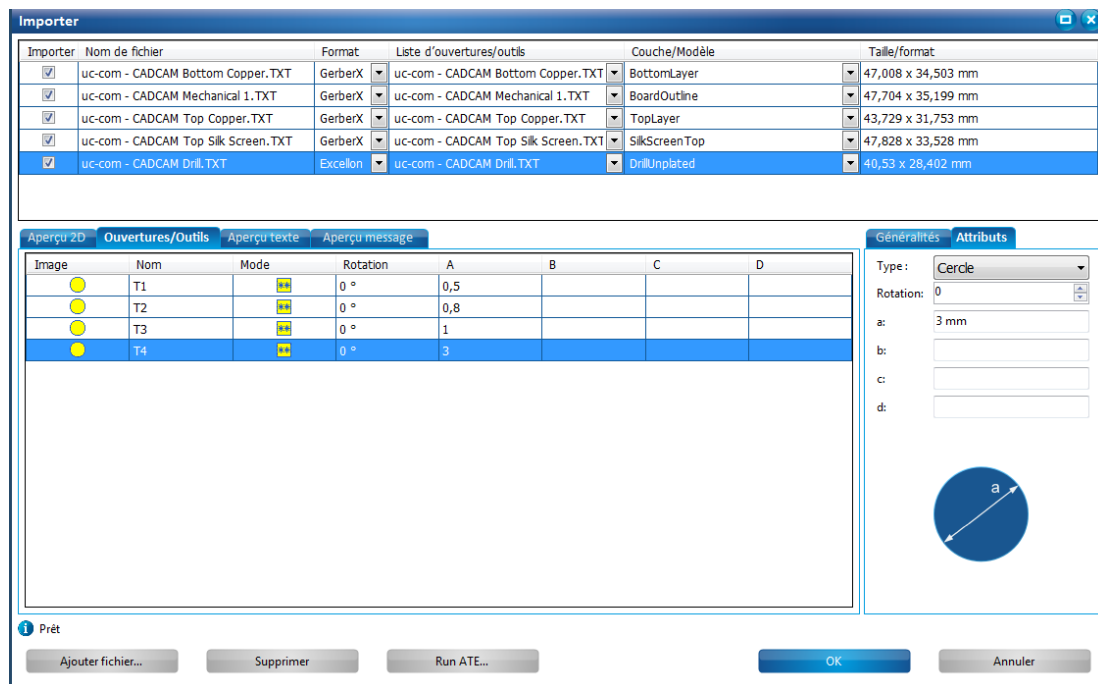 Importer
Importer Nom de fichier Format Liste d'ouvertures/outils Couche/Modèle Taille/format
uc-com - CADCAM Bottom Copper.TXT GerberX uc-com - CADCAM Bottom Copper.TXT BottomLayer 47,008 x 34,503 mm
uc-com - CADCAM Mechanical 1.TXT GerberX uc-com - CADCAM Mechanical 1.TXT BoardOutline 47,704 x 35,199 mm
uc-com - CADCAM Top Copper.TXT GerberX uc-com - CADCAM Top Copper.TXT TopLayer 43,729 x 31,753 mm
uc-com - CADCAM Top Silk Screen.TXT GerberX uc-com - CADCAM Top Silk Screen.TXT SilkScreenTop 47,828 x 33,528 mm
uc-com - CADCAM Drill.TXT Excellon uc-com - CADCAM Drill.TXT DrillUnplated 40,53 x 28,402 mm
Aperçu 2D Ouvertures/Outils Aperçu texte Aperçu message Généralités Attributs
Image Nom Mode Rotation A B C D
T1 ** 0 ° 0,5
T2 ** 0 ° 0,8
T3 ** 0 ° 1
T4 ** 0 ° 3
Type : Cercle
Rotation: 0
a: 3 mm
b:
c:
d:
a
Prêt
Ajouter fichier... Supprimer Run ATE... OK Annuler